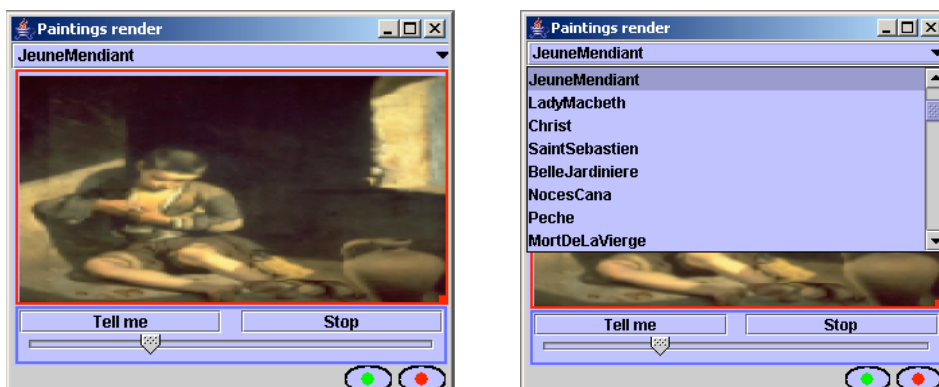 Paintings render
JeuneMendiant
Tell me
Stop
Paintings render
JeuneMendiant
JeuneMendiant
LadyMacbeth
Christ
SaintSebastien
BelleJardiniere
NocesCana
Peche
MortDeLaVierge
Tell me
Stop